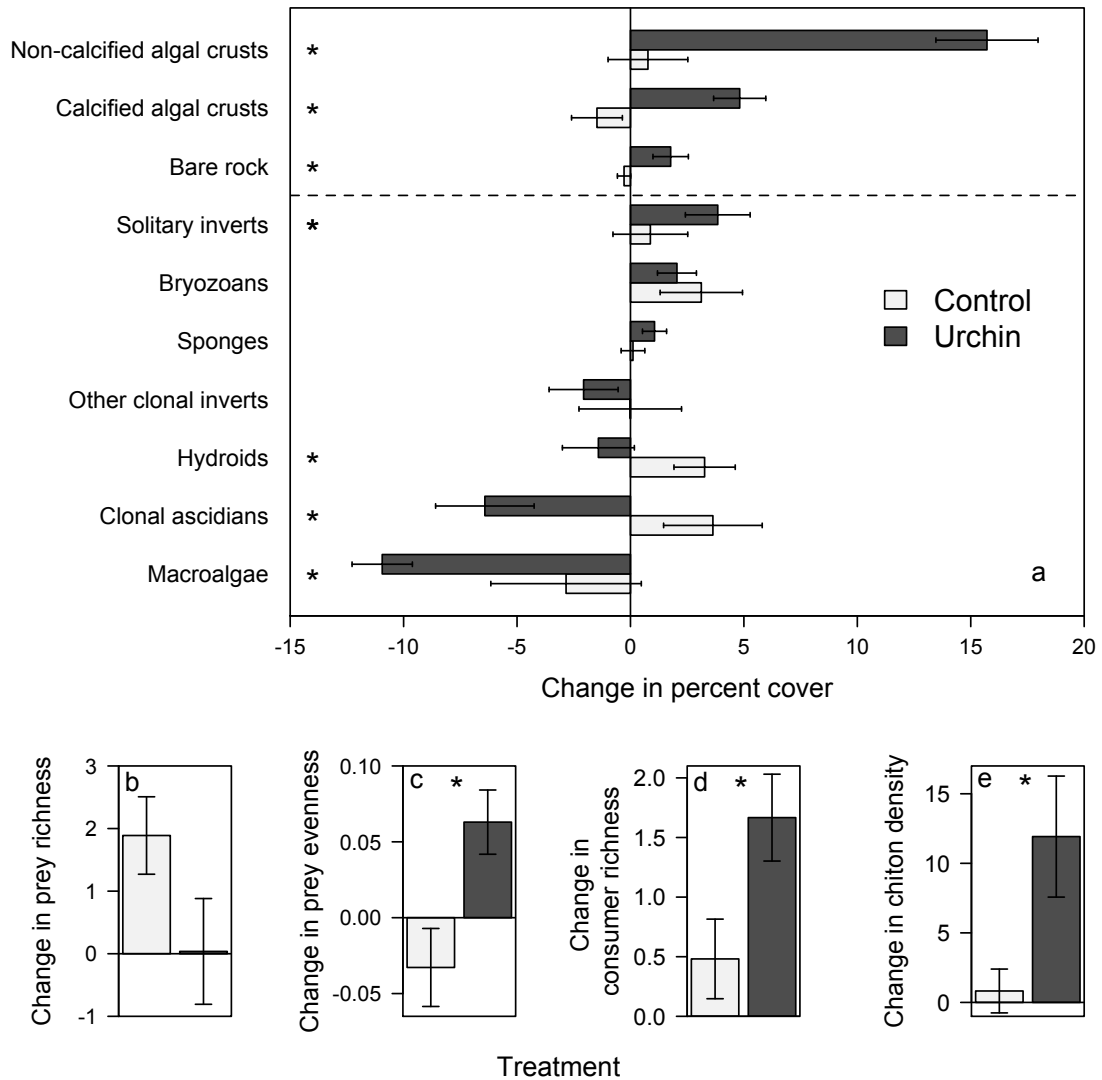 Non-calcified algal crusts *
Calcified algal crusts *
Bare rock *
Solitary inverts *
Bryozoans
Control
Urchin
Sponges
Other clonal inverts
Hydroids *
Clonal ascidians *
Macroalgae *
a
-15 -10 -5 0 5 10 15 20
Change in percent cover
Change in prey richness
3
2
1
0
-1
b
Change in prey evenness
0.10
0.05
0.00
-0.05
c *
Change in
consumer richness
2.0
1.5
1.0
0.5
0.0
d *
Change in chiton density
15
10
5
0
e *
Treatment